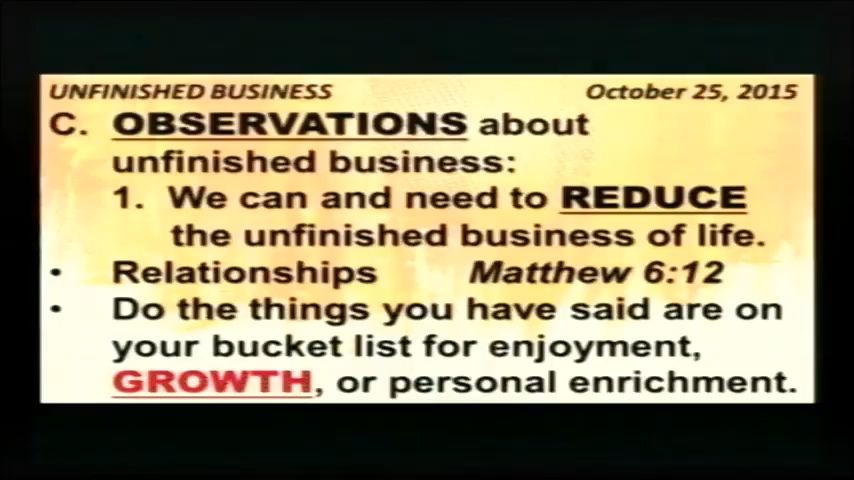 UNFINISHED BUSINESS October 25, 2015
C. OBSERVATIONS about
unfinished business:
1. We can and need to REDUCE
the unfinished business of life.
• Relationships Matthew 6:12
• Do the things you have said are on
your bucket list for enjoyment,
GROWTH, or personal enrichment.